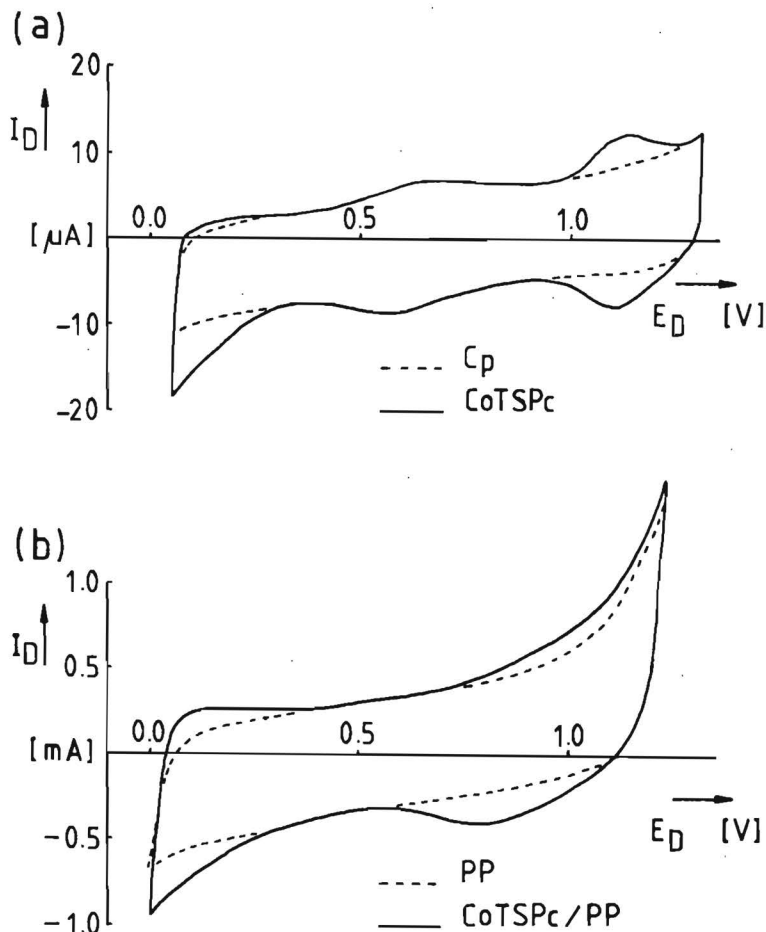 (a)
20
I_D
10
0.0 0.5 1.0
[μA]
-10
E_D [V]
---- Cp
—— CoTSPc
-20
(b)
1.0
I_D
0.5
0.0 0.5 1.0
[mA]
-0.5
E_D [V]
---- PP
—— CoTSPc/PP
-1.0